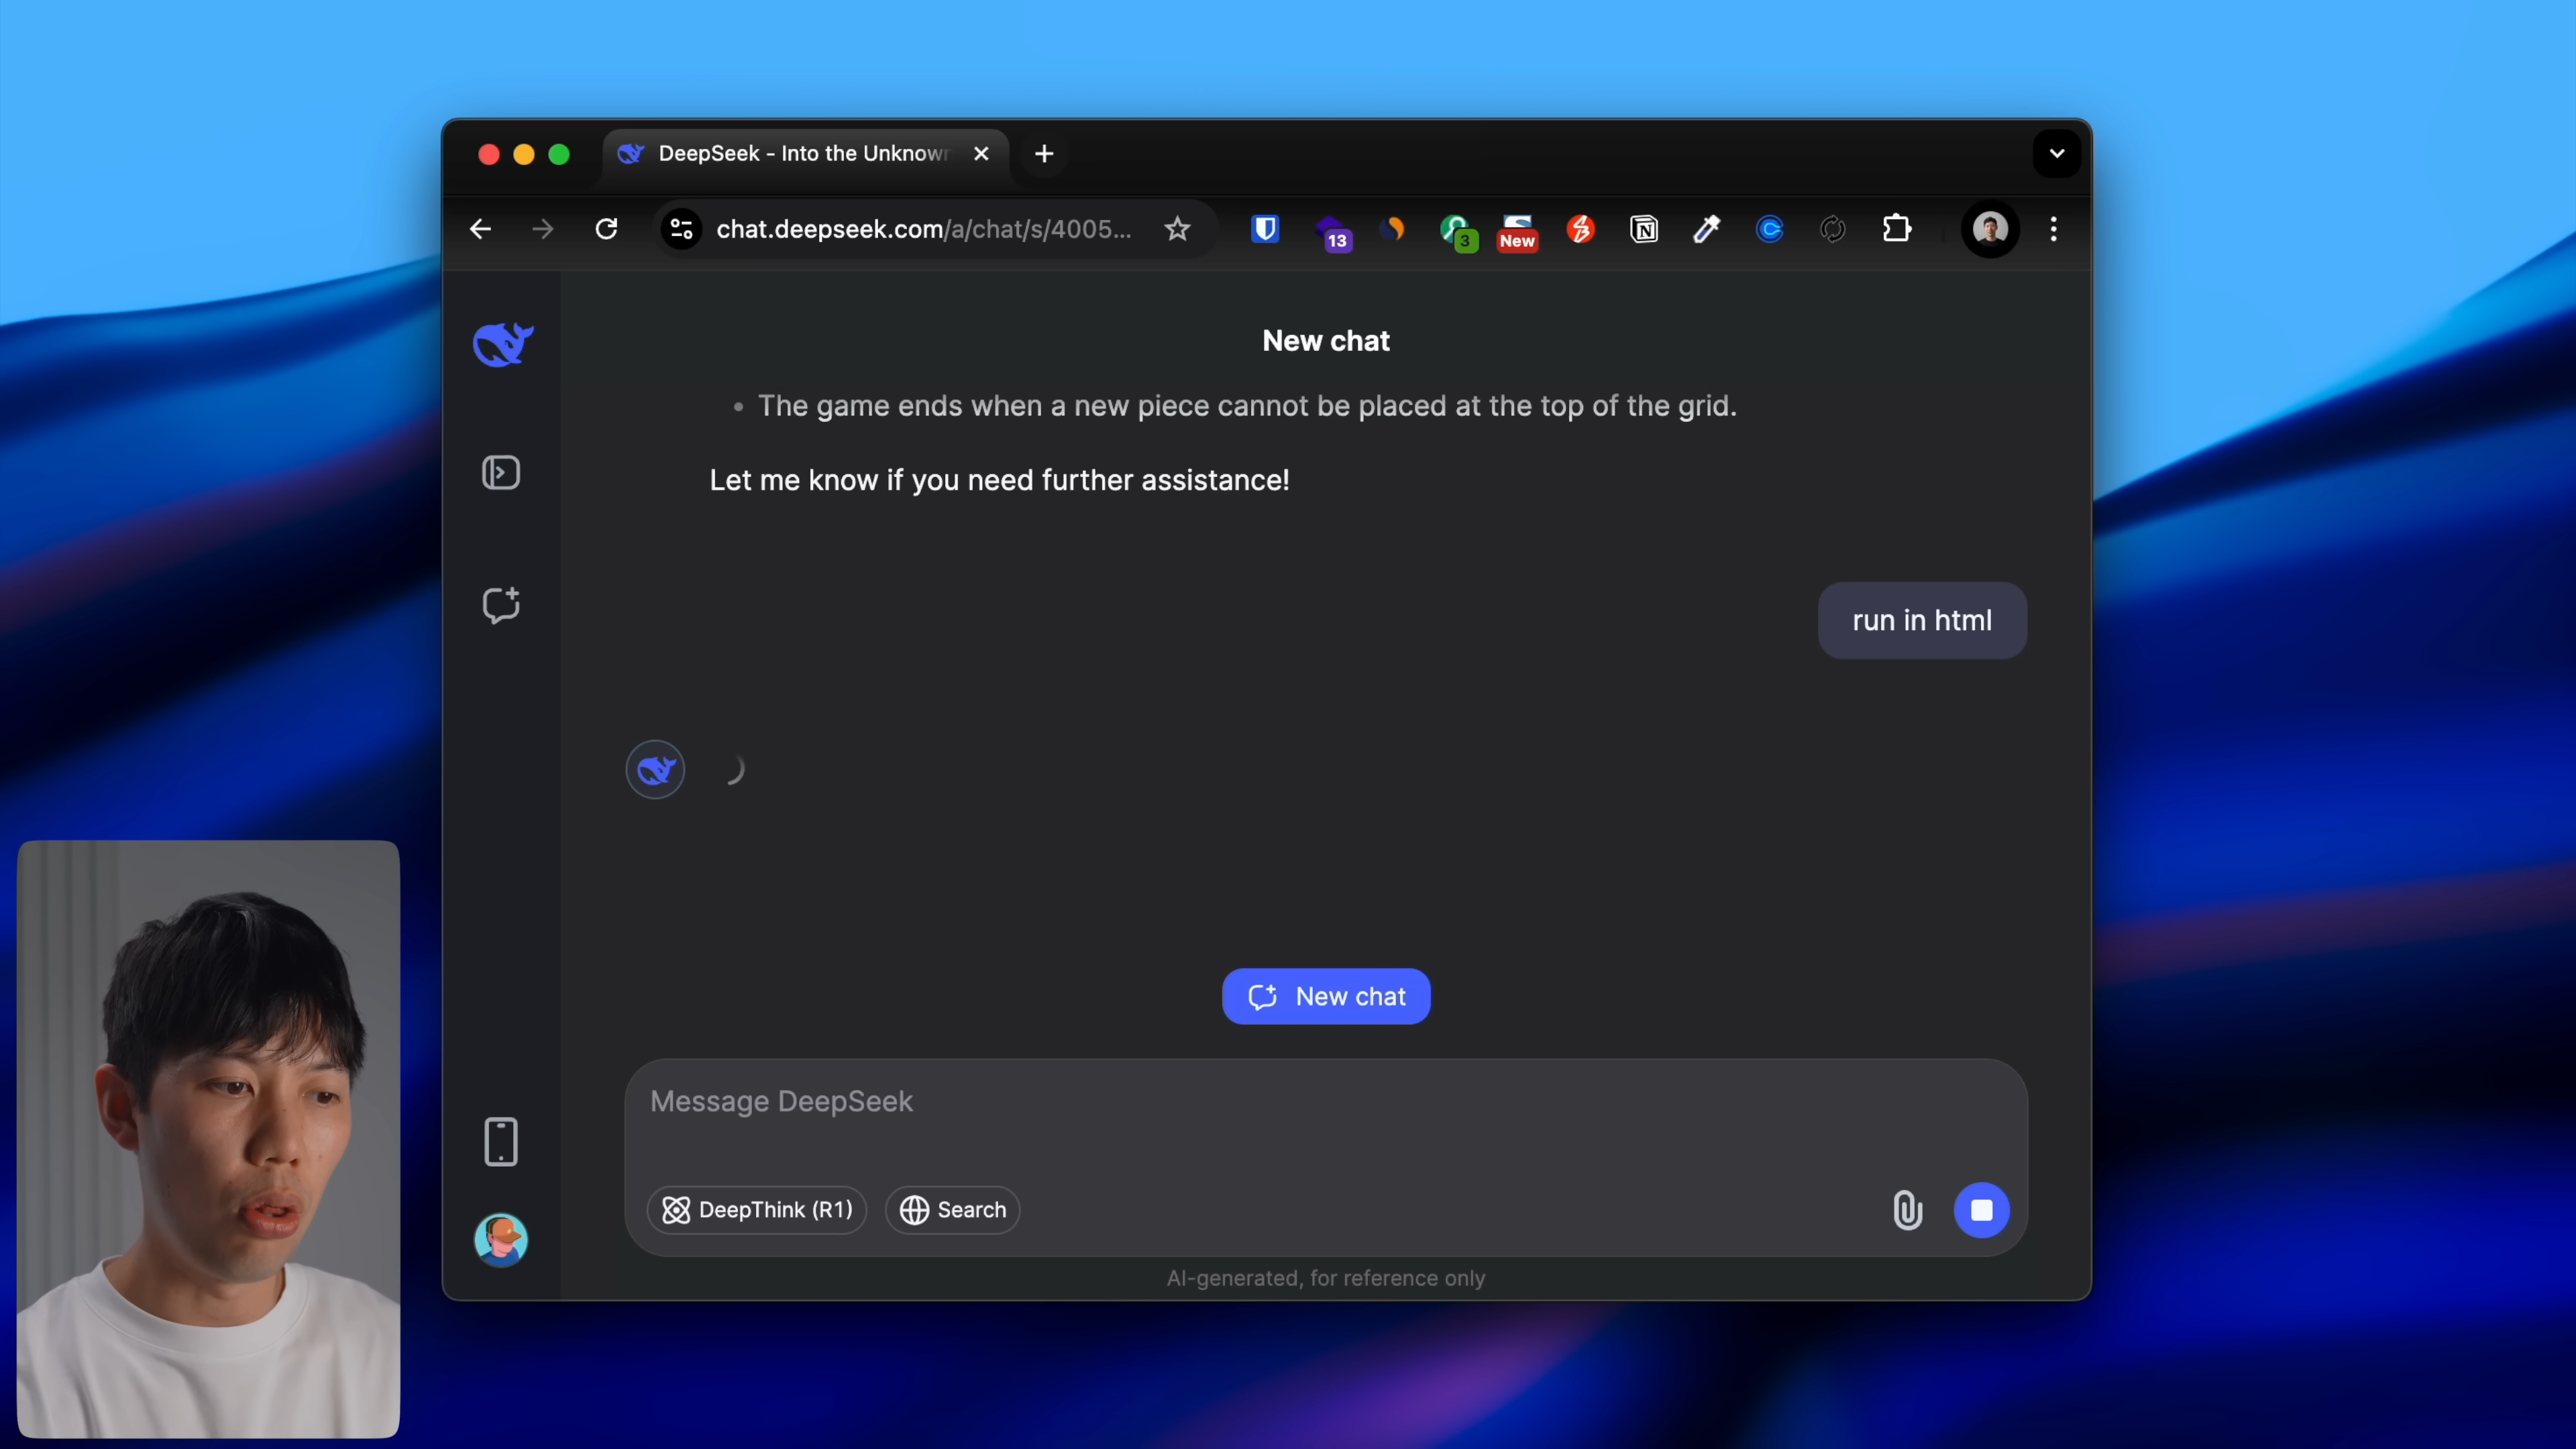 DeepSeek - Into the Unknown
chat.deepseek.com/a/chat/s/4005...
13
3
New
New chat
The game ends when a new piece cannot be placed at the top of the grid.
Let me know if you need further assistance!
run in html
New chat
Message DeepSeek
DeepThink (R1)
Search
AI-generated, for reference only